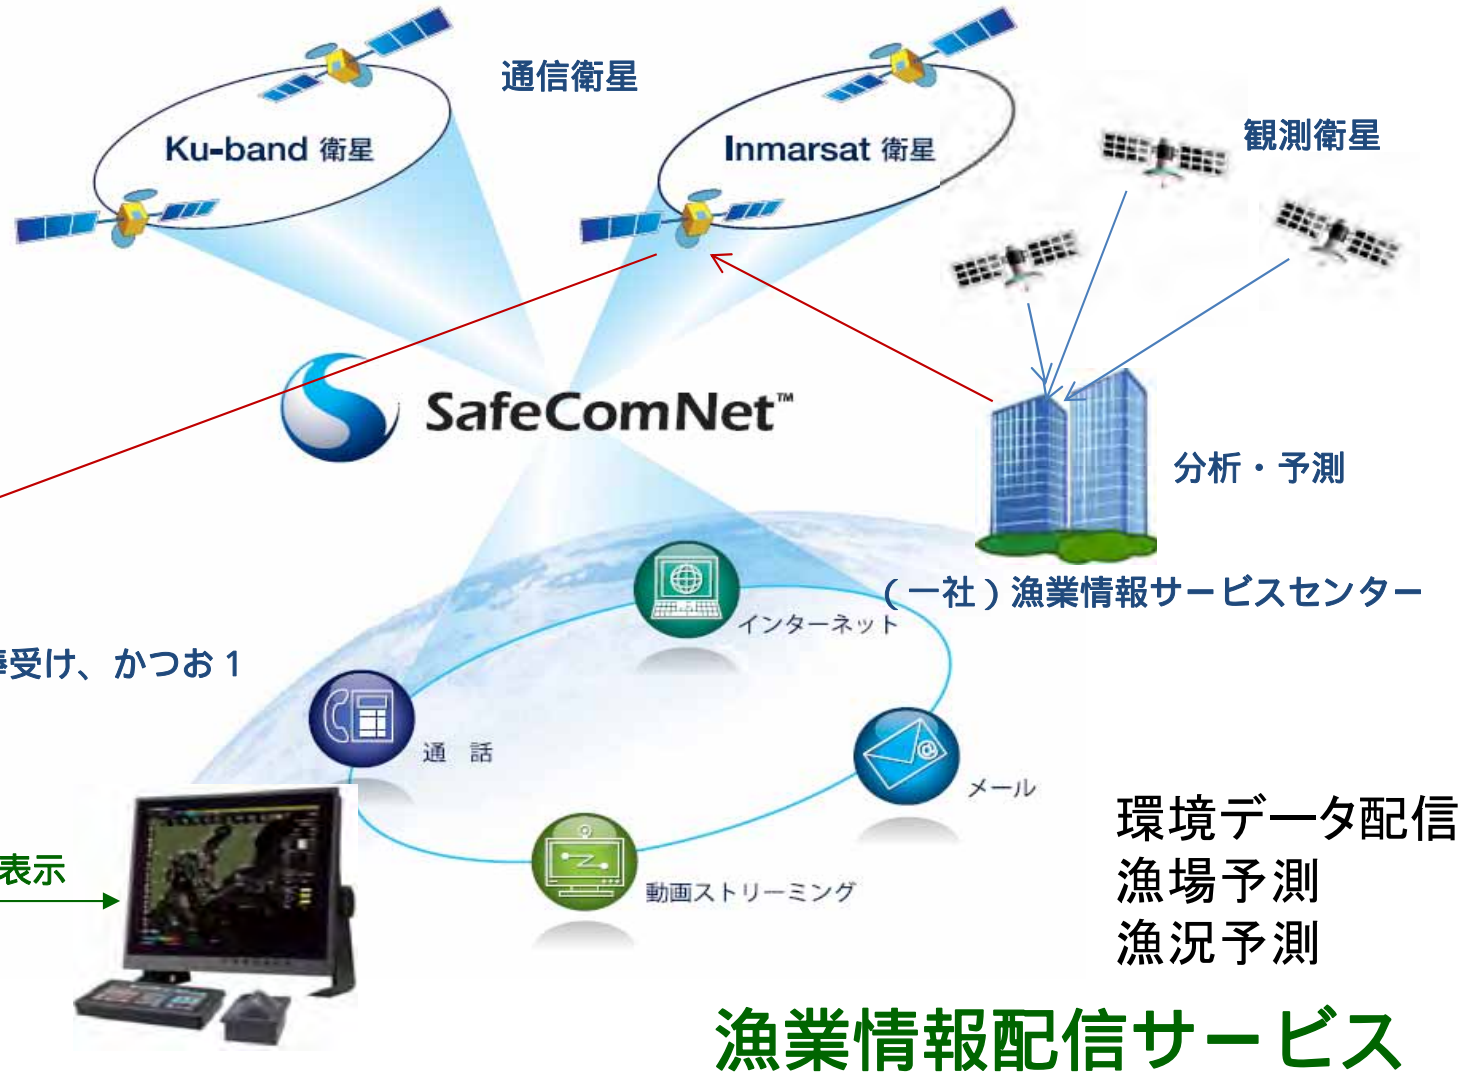 通信衛星
Ku-band 衛星
Inmarsat 衛星
観測衛星
SafeComNet™
分析・予測
（一社）漁業情報サービスセンター
インターネット
受け、かつお１
通　話
メール
表示
動画ストリーミング
環境データ配信
漁場予測
漁況予測
漁業情報配信サービス